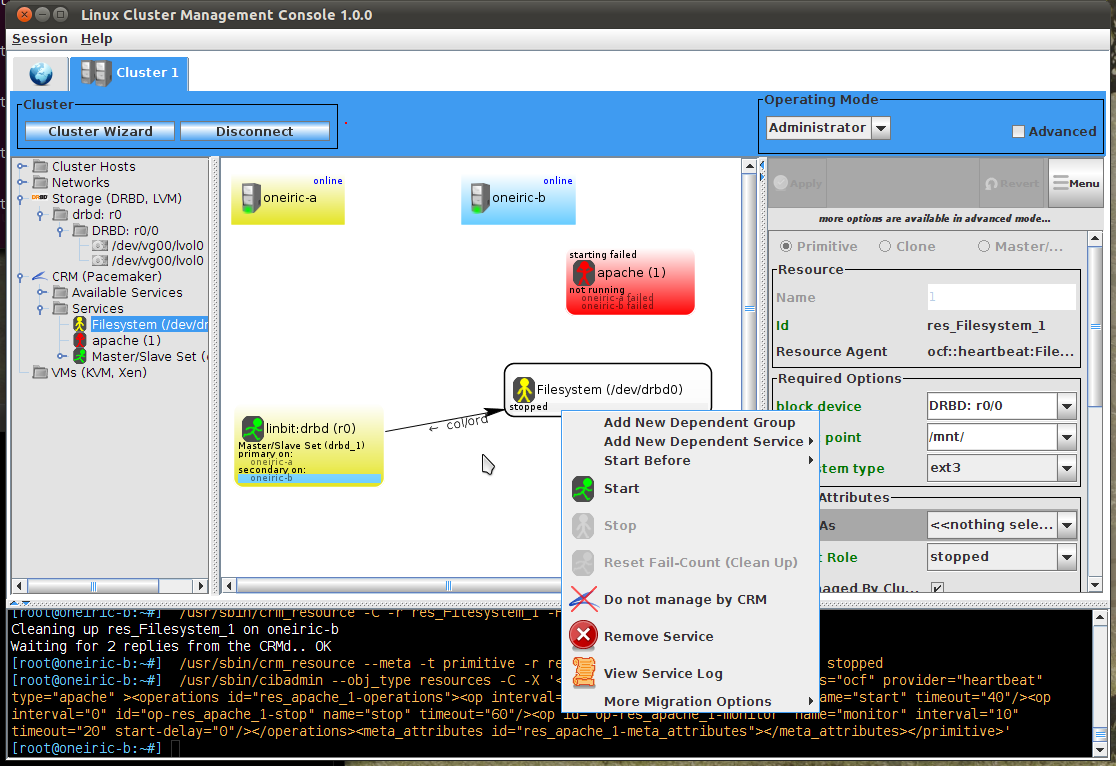 Linux Cluster Management Console 1.0.0
Session Help
Cluster 1
Cluster
Cluster Wizard Disconnect
Operating Mode
Administrator
Advanced
Cluster Hosts
Networks
Storage (DRBD, LVM)
drbd: r0
DRBD: r0/0
/dev/vg00/lvol0
/dev/vg00/lvol0
CRM (Pacemaker)
Available Services
Services
Filesystem (/dev/dr
apache (1)
Master/Slave Set (
VMs (KVM, Xen)
online
oneiric-a
online
oneiric-b
starting failed
apache (1)
not running
oneiric-a failed
oneiric-b failed
Filesystem (/dev/drbd0)
stopped
← col/ord
linbit:drbd (r0)
Master/Slave Set (drbd_1)
primary on:
oneiric-a
secondary on:
oneiric-b
Add New Dependent Group
Add New Dependent Service
Start Before
Start
Stop
Reset Fail-Count (Clean Up)
Do not manage by CRM
Remove Service
View Service Log
More Migration Options
Apply Revert Menu
more options are available in advanced mode...
Primitive Clone Master/...
Resource
Name 1
Id res_Filesystem_1
Resource Agent ocf::heartbeat:File...
Required Options
block device DRBD: r0/0
point /mnt/
stem type ext3
Attributes
As <<nothing sele...
t Role stopped
naged By Clu...
[root@oneiric-b:~#] /usr/sbin/crm_resource -C -r res_Filesystem_1 -H
Cleaning up res_Filesystem_1 on oneiric-b
Waiting for 2 replies from the CRMd.. OK
[root@oneiric-b:~#] /usr/sbin/crm_resource --meta -t primitive -r re stopped
[root@oneiric-b:~#] /usr/sbin/cibadmin --obj_type resources -C -X '< s="ocf" provider="heartbeat"
type="apache" ><operations id="res_apache_1-operations"><op interval= name="start" timeout="40"/><op
interval="0" id="op-res_apache_1-stop" name="stop" timeout="60"/><op id="op-res_apache_1-monitor" name="monitor" interval="10"
timeout="20" start-delay="0"/></operations><meta_attributes id="res_apache_1-meta_attributes"></meta_attributes></primitive>'
[root@oneiric-b:~#]